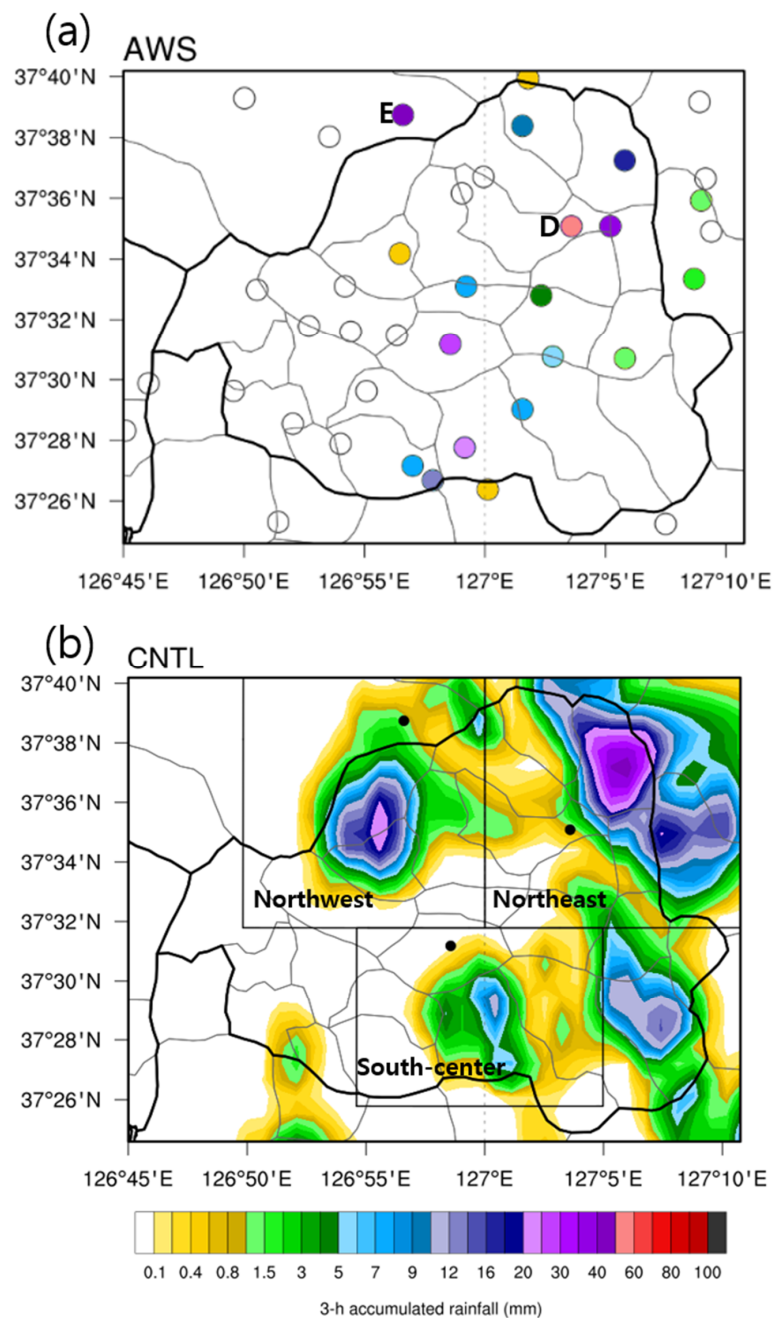 (a)
AWS
37°40'N
E
37°38'N
37°36'N
D
37°34'N
37°32'N
37°30'N
37°28'N
37°26'N
126°45'E 126°50'E 126°55'E 127°E 127°5'E 127°10'E
(b)
CNTL
37°40'N
37°38'N
37°36'N
37°34'N
Northwest Northeast
37°32'N
37°30'N
37°28'N
South-center
37°26'N
126°45'E 126°50'E 126°55'E 127°E 127°5'E 127°10'E
0.1 0.4 0.8 1.5 3 5 7 9 12 16 20 30 40 60 80 100
3-h accumulated rainfall (mm)